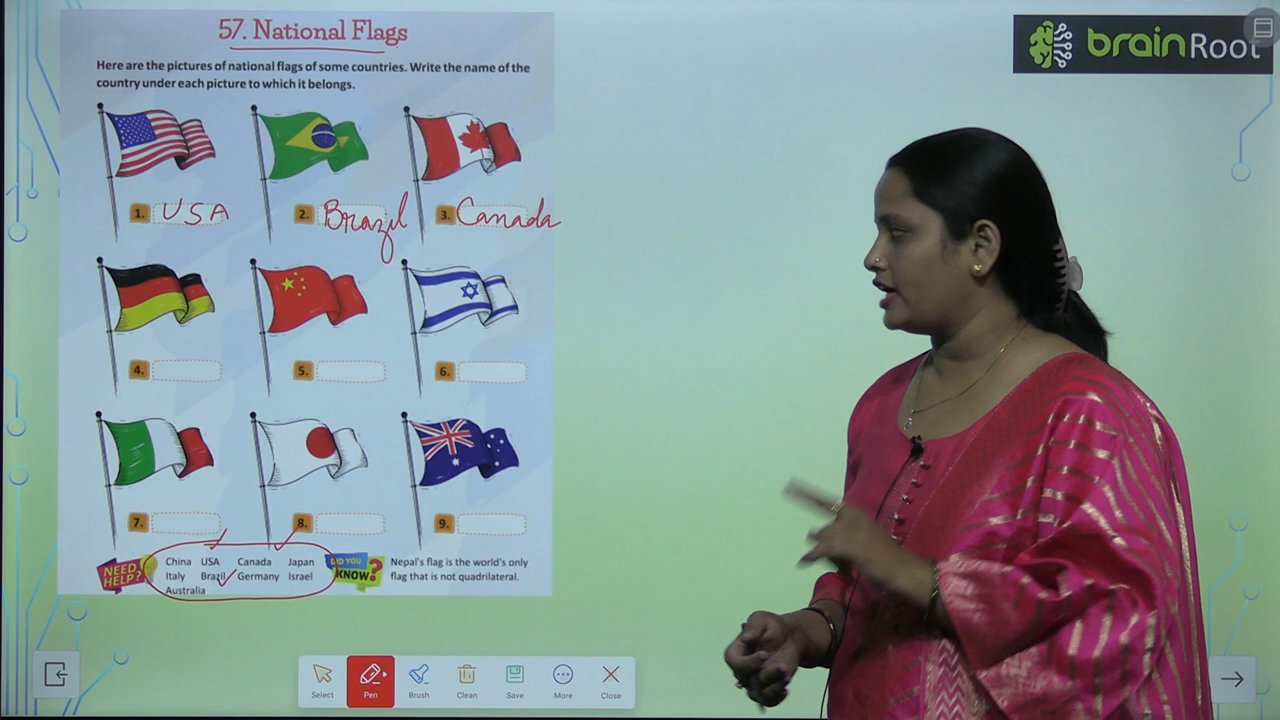 57. National Flags
brainRoot
Here are the pictures of national flags of some countries. Write the name of the
country under each picture to which it belongs.
1. USA
2. Brazil
3. Canada
4.
5.
6.
7.
8.
9.
NEED HELP?
China USA Canada Japan
Italy Brazil Germany Israel
Australia
DID YOU KNOW?
Nepal's flag is the world's only
flag that is not quadrilateral.
Select Pen Brush Clean Save More Close